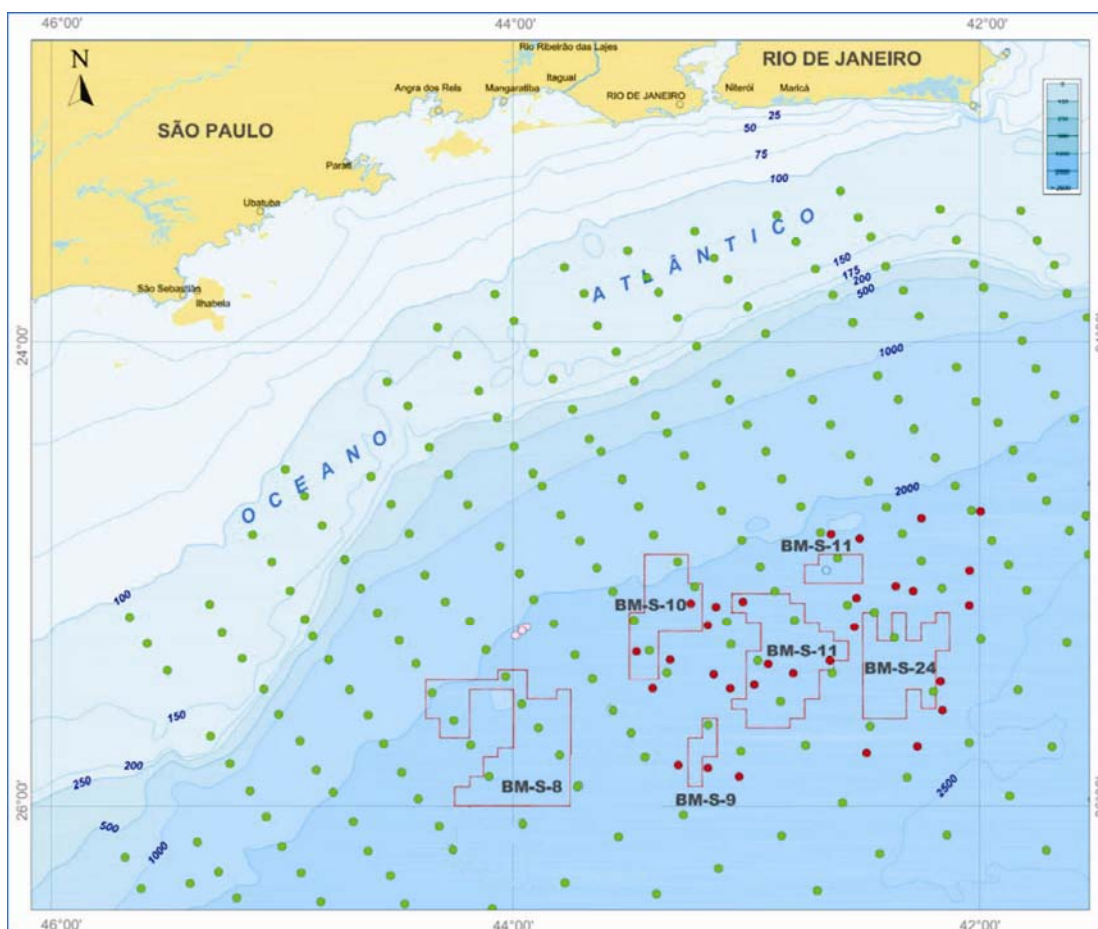 46°00' 44°00' 42°00'
N
Rio Ribeirão das Lajes
RIO DE JANEIRO
Angra dos Reis
Mangaratiba
Itaguaí
RIO DE JANEIRO
Niterói
Maricá
SÃO PAULO
25
50
75
100
Parati
Ubatuba
ATLÂNTICO
150
175
200
500
São Sebastián
Ilhabela
24°00'
1000
OCEANO
2000
BM-S-11
100
BM-S-10
BM-S-11
BM-S-24
150
200
250
BM-S-8
BM-S-9
2500
26°00'
500
1000
46°00' 44°00' 42°00'